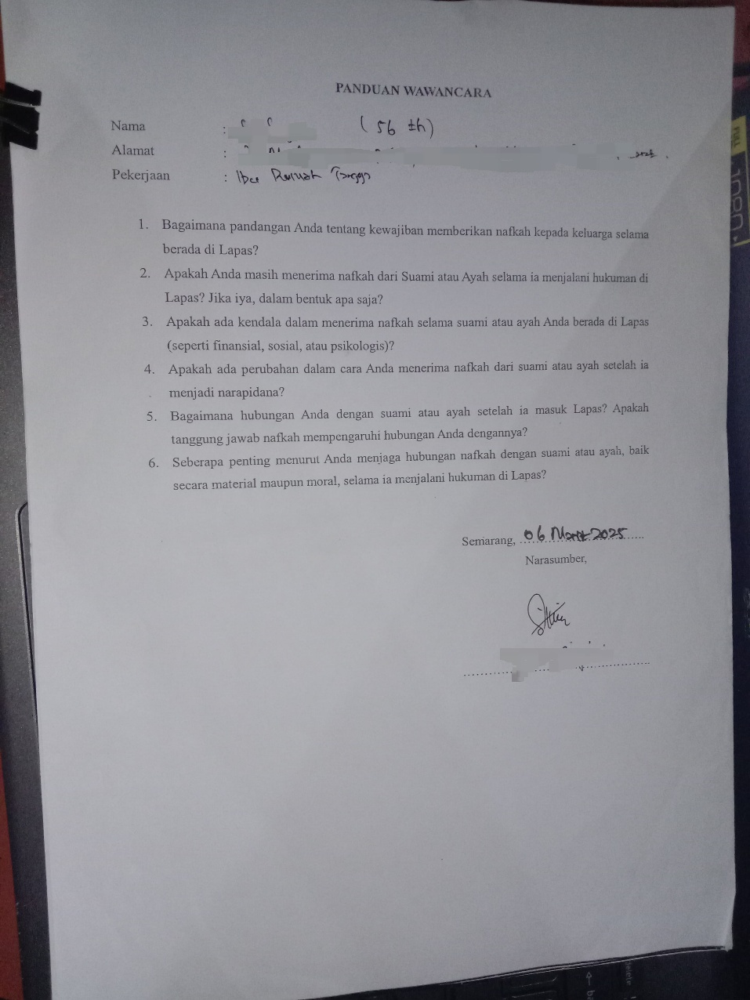 PANDUAN WAWANCARA
Nama : (56 th)
Alamat :
Pekerjaan : Ibu Rumah Tangga
1. Bagaimana pandangan Anda tentang kewajiban memberikan nafkah kepada keluarga selama
berada di Lapas?
2. Apakah Anda masih menerima nafkah dari Suami atau Ayah selama ia menjalani hukuman di
Lapas? Jika iya, dalam bentuk apa saja?
3. Apakah ada kendala dalam menerima nafkah selama suami atau ayah Anda berada di Lapas
(seperti finansial, sosial, atau psikologis)?
4. Apakah ada perubahan dalam cara Anda menerima nafkah dari suami atau ayah setelah ia
menjadi narapidana?
5. Bagaimana hubungan Anda dengan suami atau ayah setelah ia masuk Lapas? Apakah
tanggung jawab nafkah mempengaruhi hubungan Anda dengannya?
6. Seberapa penting menurut Anda menjaga hubungan nafkah dengan suami atau ayah, baik
secara material maupun moral, selama ia menjalani hukuman di Lapas?
Semarang, 06 Maret 2025
Narasumber,
FULL
1080